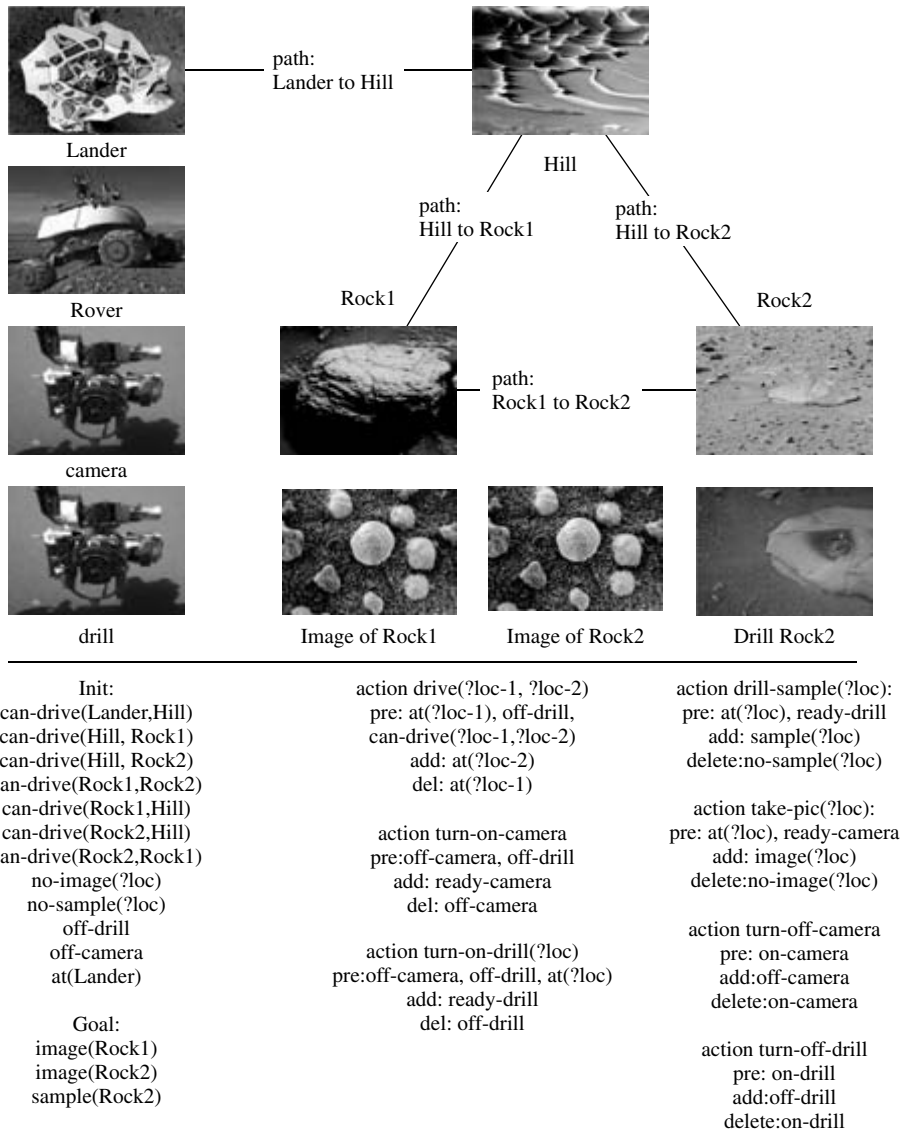 path:
Lander to Hill
Lander
Hill
path:
Hill to Rock1
path:
Hill to Rock2
Rover
Rock1
Rock2
path:
Rock1 to Rock2
camera
drill
Image of Rock1
Image of Rock2
Drill Rock2
Init:
can-drive(Lander,Hill)
can-drive(Hill, Rock1)
can-drive(Hill, Rock2)
an-drive(Rock1,Rock2)
can-drive(Rock1,Hill)
can-drive(Rock2,Hill)
an-drive(Rock2,Rock1)
no-image(?loc)
no-sample(?loc)
off-drill
off-camera
at(Lander)
Goal:
image(Rock1)
image(Rock2)
sample(Rock2)
action drive(?loc-1, ?loc-2)
pre: at(?loc-1), off-drill,
can-drive(?loc-1,?loc-2)
add: at(?loc-2)
del: at(?loc-1)
action turn-on-camera
pre:off-camera, off-drill
add: ready-camera
del: off-camera
action turn-on-drill(?loc)
pre:off-camera, off-drill, at(?loc)
add: ready-drill
del: off-drill
action drill-sample(?loc):
pre: at(?loc), ready-drill
add: sample(?loc)
delete:no-sample(?loc)
action take-pic(?loc):
pre: at(?loc), ready-camera
add: image(?loc)
delete:no-image(?loc)
action turn-off-camera
pre: on-camera
add:off-camera
delete:on-camera
action turn-off-drill
pre: on-drill
add:off-drill
delete:on-drill